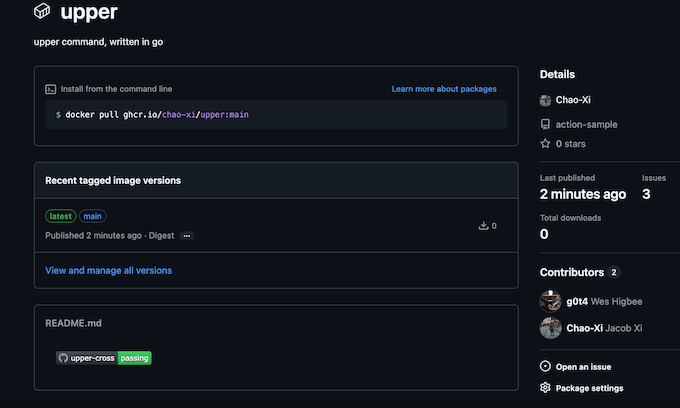 upper
upper command, written in go
Install from the command line
Learn more about packages
$ docker pull ghcr.io/chao-xi/upper:main
Recent tagged image versions
latest main
Published 2 minutes ago · Digest ···
0
View and manage all versions
README.md
upper-cross passing
Details
Chao-Xi
action-sample
0 stars
Last published
2 minutes ago
Issues
3
Total downloads
0
Contributors 2
g0t4 Wes Higbee
Chao-Xi Jacob Xi
Open an issue
Package settings